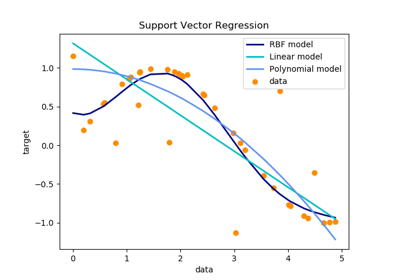 Support Vector Regression
RBF model
Linear model
Polynomial model
data
1.0
0.5
0.0
−0.5
−1.0
target
0
1
2
3
4
5
data